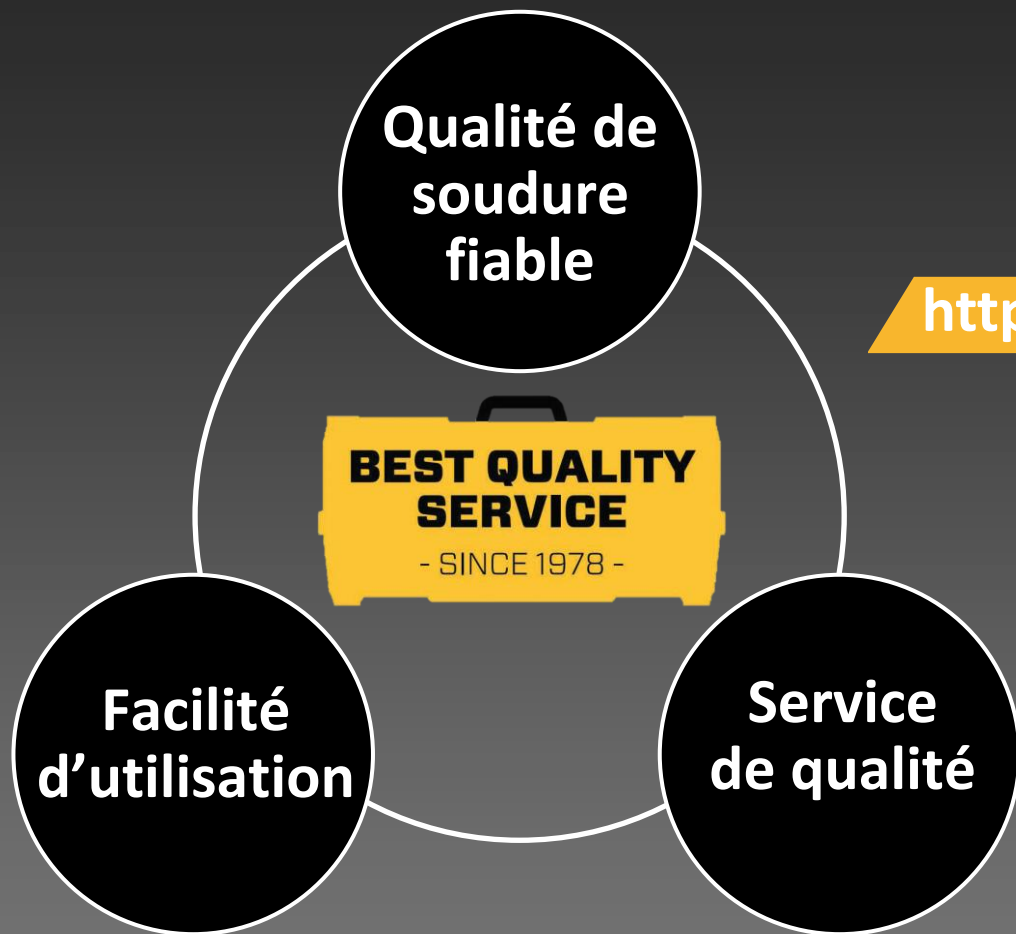 Qualité de
soudure
fiable
http
BEST QUALITY
SERVICE
- SINCE 1978 -
Facilité
d’utilisation
Service
de qualité